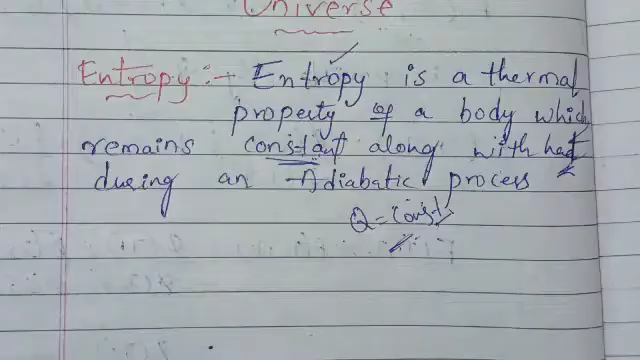 Universe
Entropy :- Entropy is a thermal
property of a body which
remains constant along with heat
during an Adiabatic process
Q = Const